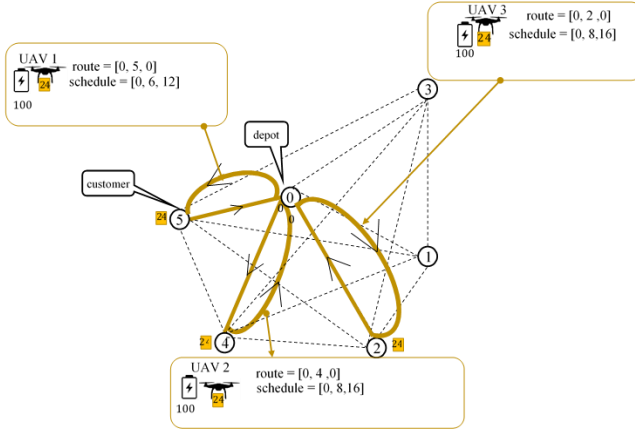 UAV 1
route = [0, 5, 0]
schedule = [0, 6, 12]
24
100
UAV 3
route = [0, 2 ,0]
schedule = [0, 8,16]
24
100
3
depot
customer
0
0
0
24
5
1
24
4
2
24
UAV 2
route = [0, 4 ,0]
schedule = [0, 8,16]
24
100